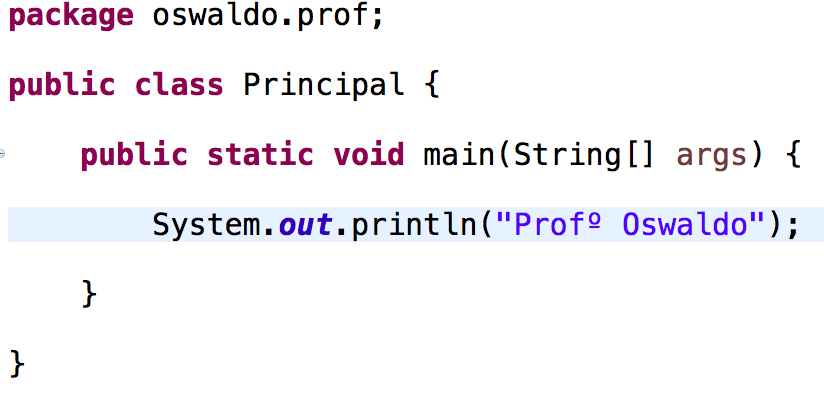 package oswaldo.prof;
public class Principal {
public static void main(String[] args) {
System.out.println("Profº Oswaldo");
}
}